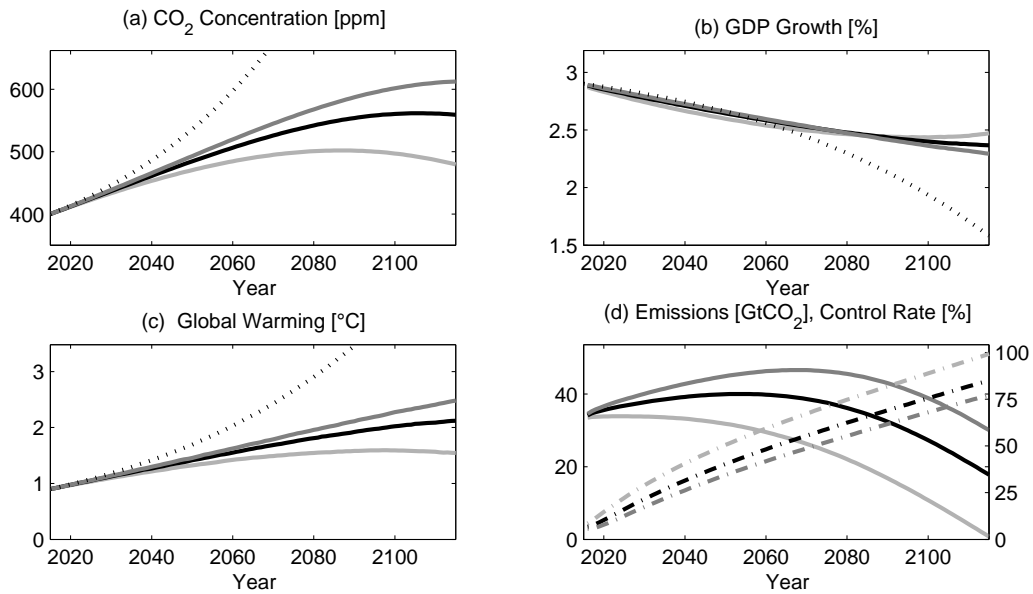 (a) CO2 Concentration [ppm]
600
500
400
2020 2040 2060 2080 2100
Year
(b) GDP Growth [%]
3
2.5
2
1.5
2020 2040 2060 2080 2100
Year
(c) Global Warming [°C]
3
2
1
0
2020 2040 2060 2080 2100
Year
(d) Emissions [GtCO2], Control Rate [%]
40
20
0
100
75
50
25
0
2020 2040 2060 2080 2100
Year